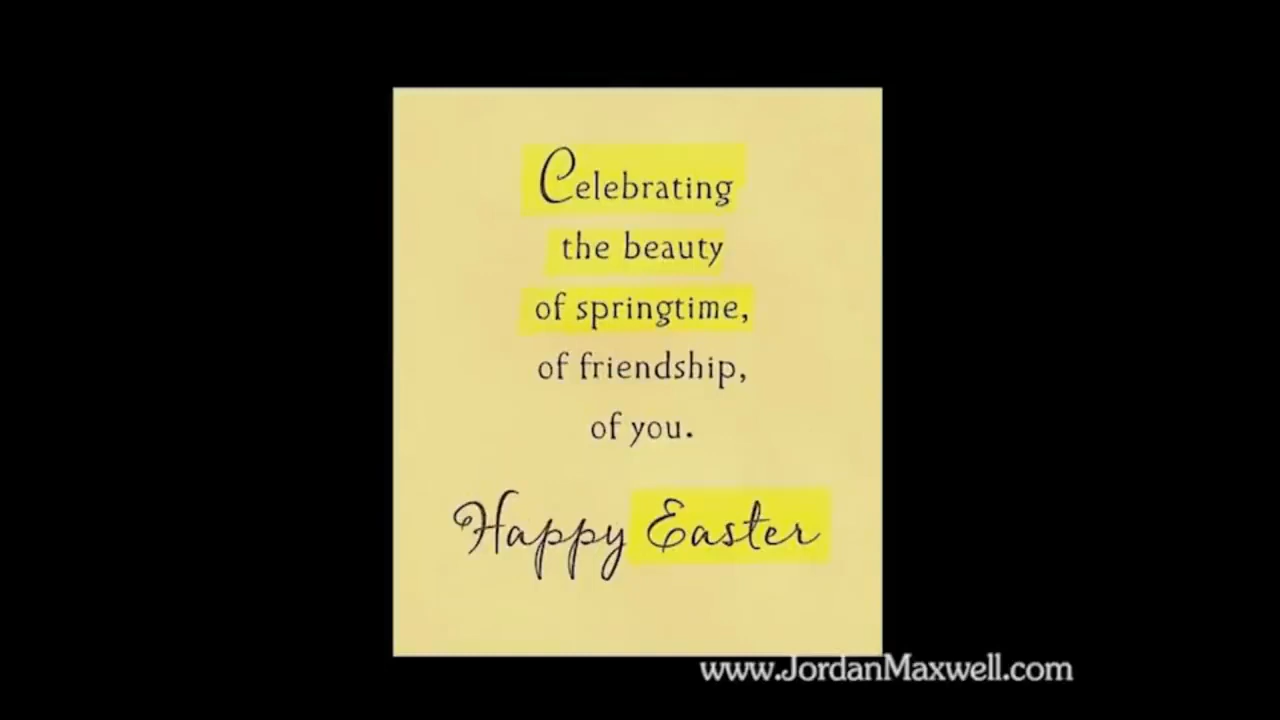 Celebrating
the beauty
of springtime,
of friendship,
of you.
Happy Easter
www.JordanMaxwell.com